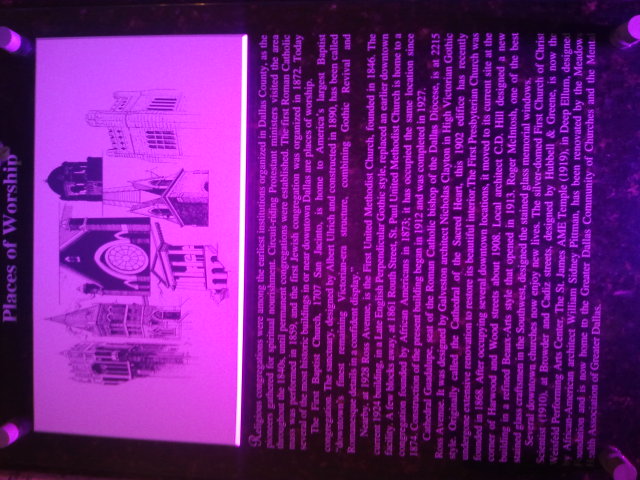 Places of Worship
Religious congregations were among the earliest institutions organized in Dallas County, as the
pioneers gathered for spiritual nourishment. Circuit-riding Protestant ministers visited the area
throughout the 1840s, until permanent congregations were established. The first Roman Catholic
mass was performed in 1859, and the first Jewish congregation was organized in 1872. Today
several of the most historic buildings in or near downtown Dallas are places of worship.
The First Baptist Church, 1707 San Jacinto, is home to America's largest Baptist
congregation. The sanctuary, designed by Albert Ulrich and constructed in 1890, has been called
"downtown's finest remaining Victorian-era structure, combining Gothic Revival and
Romanesque details in a confident display."
Nearby, at 1928 Ross Avenue, is the First United Methodist Church, founded in 1846. The
current 1924 building, in a Late English Perpendicular Gothic style, replaced an earlier downtown
facility. A few blocks away, at 1861 Routh Street, St. Paul United Methodist Church is home to a
congregation founded by African Americans in 1873; it has occupied the same location since
1874. Construction of the present building began in 1912 and was completed in 1927.
Cathedral Guadalupe, seat of the Roman Catholic bishop of the Dallas Diocese, is at 2215
Ross Avenue. It was designed by Galveston architect Nicholas Clayton in High Victorian Gothic
style. Originally called the Cathedral of the Sacred Heart, this 1902 edifice has recently
undergone extensive renovation to restore its beautiful interior.The First Presbyterian Church was
founded in 1868. After occupying several downtown locations, it moved to its current site at the
corner of Harwood and Wood streets about 1908. Local architect C.D. Hill designed a new
building in a refined Beaux-Arts style that opened in 1913. Roger McIntosh, one of the best
stained glass craftsmen in the Southwest, designed the stained glass memorial windows.
Several downtown churches now enjoy new lives. The silver-domed First Church of Christ
Scientist (1910), at Browder and Cadiz streets, designed by Hubbell & Greene, is now the
Weisfeld Performing Arts Center. The St. James AME Temple (1919), in Deep Ellum, designed
by African-American architect William Sidney Pittman, has been renovated by the Meadows
Foundation and is now home to the Greater Dallas Community of Churches and the Mental
Health Association of Greater Dallas.